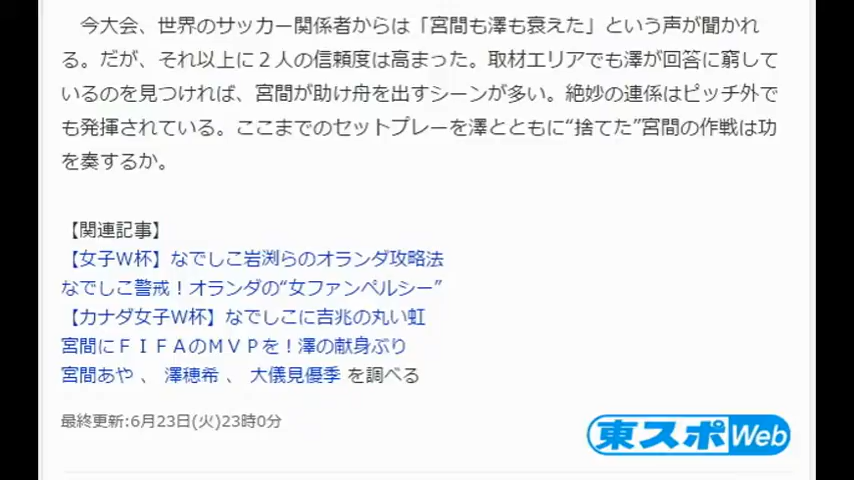 今大会、世界のサッカー関係者からは「宮間も澤も衰えた」という声が聞かれ
る。だが、それ以上に２人の信頼度は高まった。取材エリアでも澤が回答に窮して
いるのを見つければ、宮間が助け舟を出すシーンが多い。絶妙の連係はピッチ外で
も発揮されている。ここまでのセットプレーを澤とともに“捨てた”宮間の作戦は功
を奏するか。
【関連記事】
【女子Ｗ杯】なでしこ岩渕らのオランダ攻略法
なでしこ警戒！オランダの“女ファンペルシー”
【カナダ女子Ｗ杯】なでしこに吉兆の丸い虹
宮間にＦＩＦＡのＭＶＰを！澤の献身ぶり
宮間あや 、 澤穂希 、 大儀見優季 を調べる
最終更新:6月23日(火)23時0分
東スポWeb